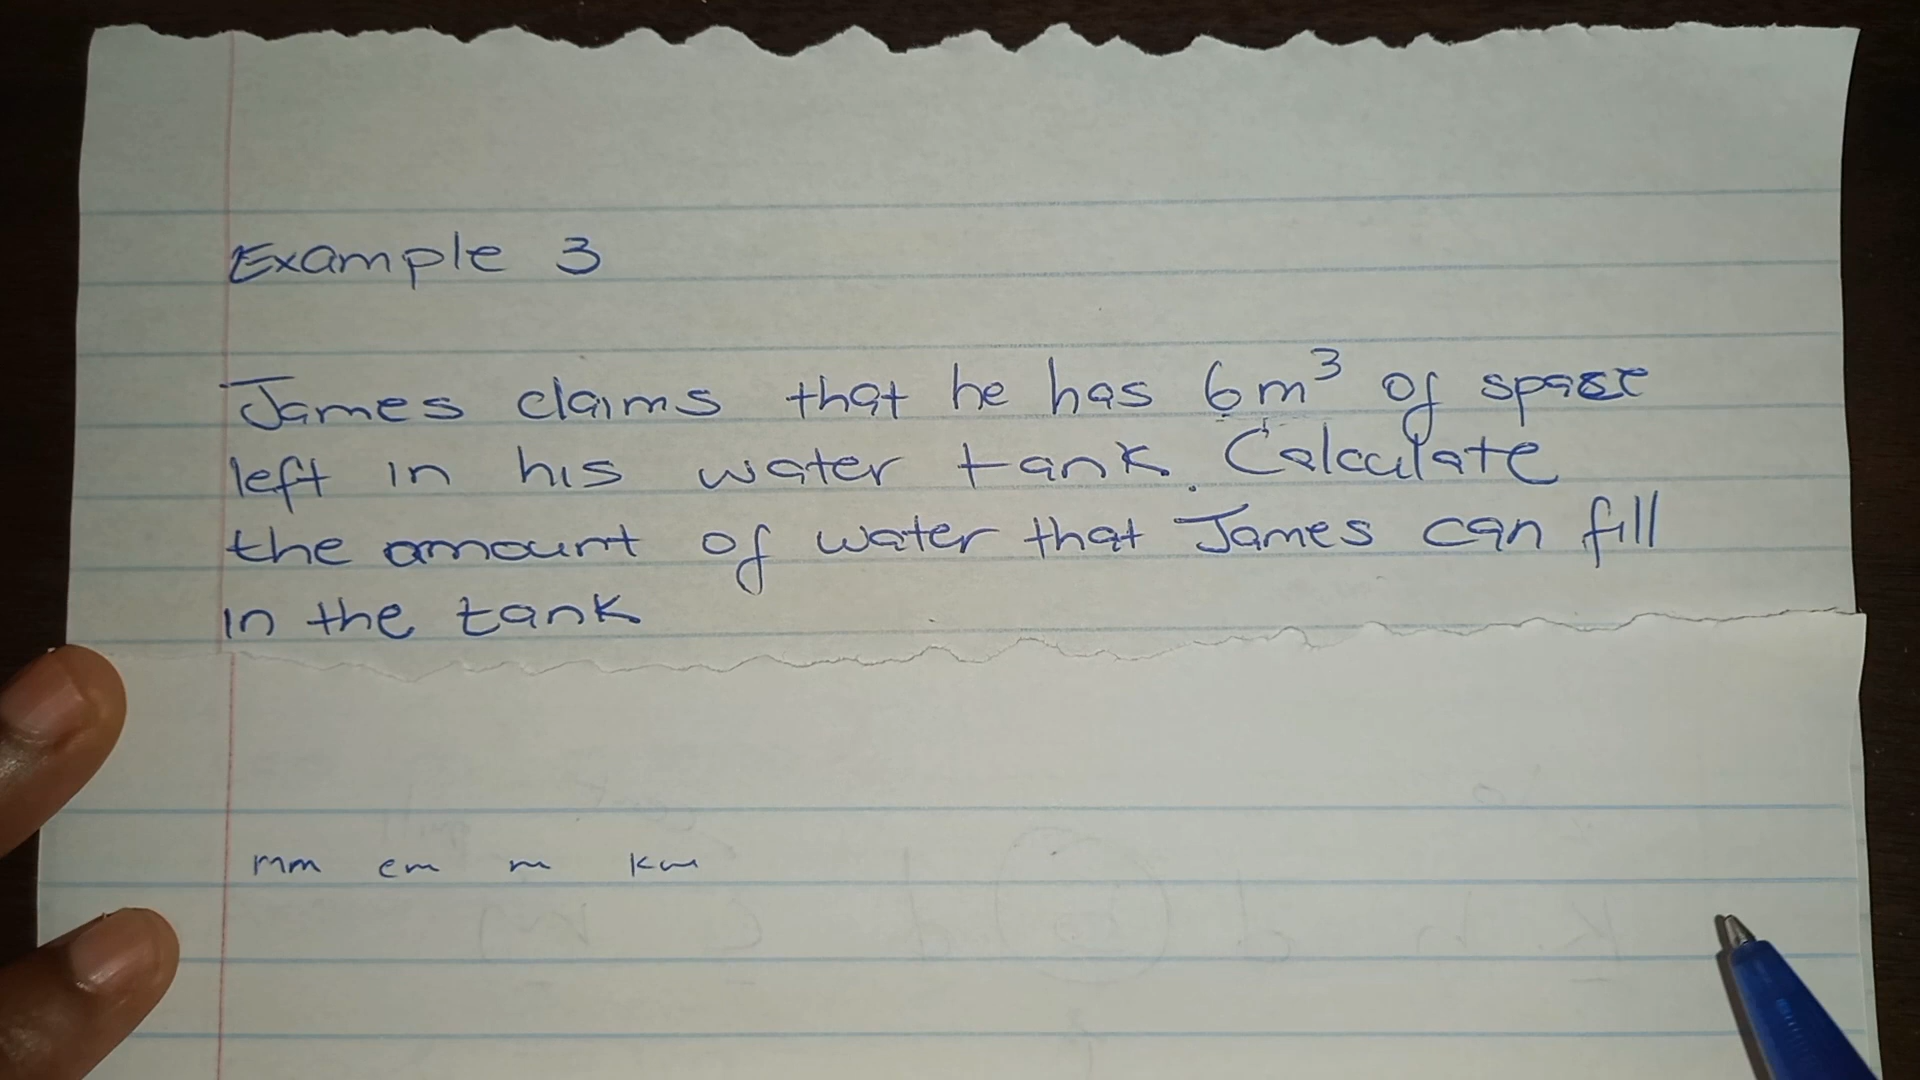 Example 3
James claims that he has 6m³ of space
left in his water tank. Calculate
the amount of water that James can fill
in the tank
mm cm m km